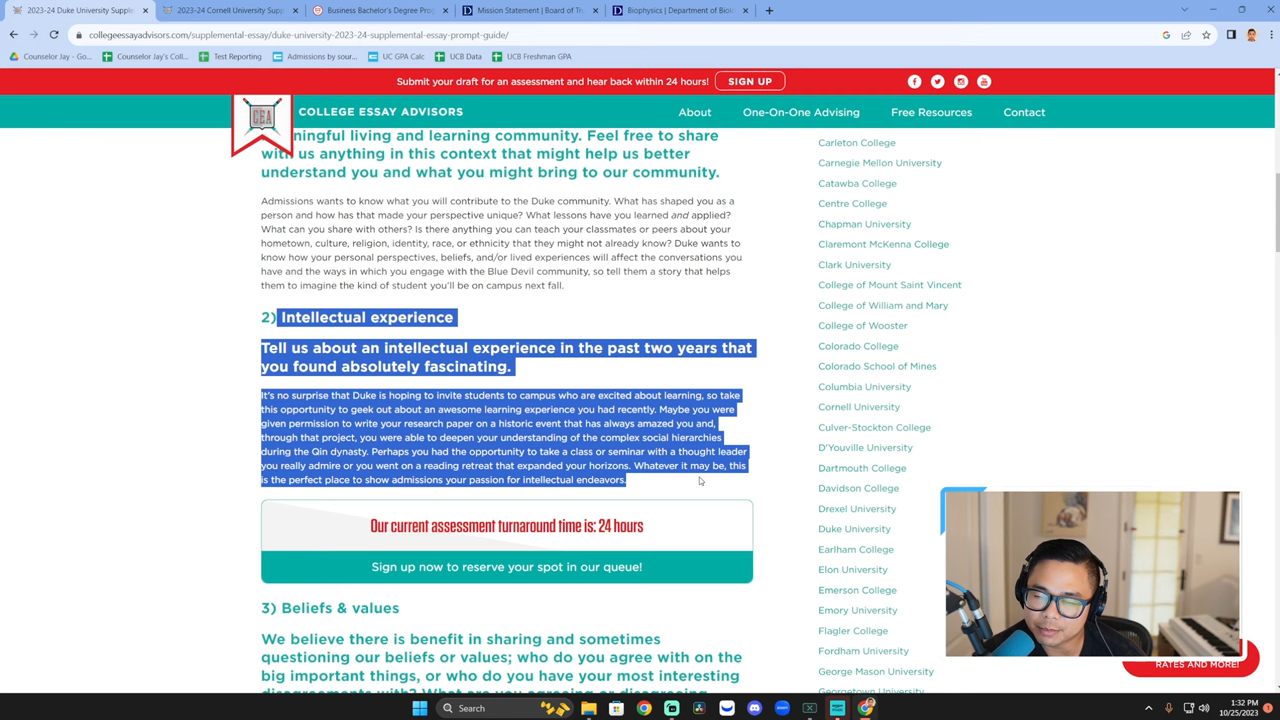 2023-24 Duke University Supple
2023-24 Cornell University Supp
Business Bachelor's Degree Prog
Mission Statement | Board of Tru
Biophysics | Department of Biol
collegeessayadvisors.com/supplemental-essay/duke-university-2023-24-supplemental-essay-prompt-guide/
Counselor Jay - Go...
Counselor Jay's Coll...
Test Reporting
Admissions by sour...
UC GPA Calc
UCB Data
UCB Freshman GPA
Submit your draft for an assessment and hear back within 24 hours!
SIGN UP
CEA
COLLEGE ESSAY ADVISORS
About
One-On-One Advising
Free Resources
Contact
ningful living and learning community. Feel free to share
with us anything in this context that might help us better
understand you and what you might bring to our community.
Admissions wants to know what you will contribute to the Duke community. What has shaped you as a
person and how has that made your perspective unique? What lessons have you learned and applied?
What can you share with others? Is there anything you can teach your classmates or peers about your
hometown, culture, religion, identity, race, or ethnicity that they might not already know? Duke wants to
know how your personal perspectives, beliefs, and/or lived experiences will affect the conversations you
have and the ways in which you engage with the Blue Devil community, so tell them a story that helps
them to imagine the kind of student you'll be on campus next fall.
2) Intellectual experience
Tell us about an intellectual experience in the past two years that
you found absolutely fascinating.
It's no surprise that Duke is hoping to invite students to campus who are excited about learning, so take
this opportunity to geek out about an awesome learning experience you had recently. Maybe you were
given permission to write your research paper on a historic event that has always amazed you and,
through that project, you were able to deepen your understanding of the complex social hierarchies
during the Qin dynasty. Perhaps you had the opportunity to take a class or seminar with a thought leader
you really admire or you went on a reading retreat that expanded your horizons. Whatever it may be, this
is the perfect place to show admissions your passion for intellectual endeavors.
Our current assessment turnaround time is: 24 hours
Sign up now to reserve your spot in our queue!
3) Beliefs & values
We believe there is benefit in sharing and sometimes
questioning our beliefs or values; who do you agree with on the
big important things, or who do you have your most interesting
disagreements with? What are you agreeing or disagreeing
Carleton College
Carnegie Mellon University
Catawba College
Centre College
Chapman University
Claremont McKenna College
Clark University
College of Mount Saint Vincent
College of William and Mary
College of Wooster
Colorado College
Colorado School of Mines
Columbia University
Cornell University
Culver-Stockton College
D'Youville University
Dartmouth College
Davidson College
Drexel University
Duke University
Earlham College
Elon University
Emerson College
Emory University
Flagler College
Fordham University
George Mason University
Georgetown University
RATES AND MORE!
Search
1:32 PM
10/25/2023